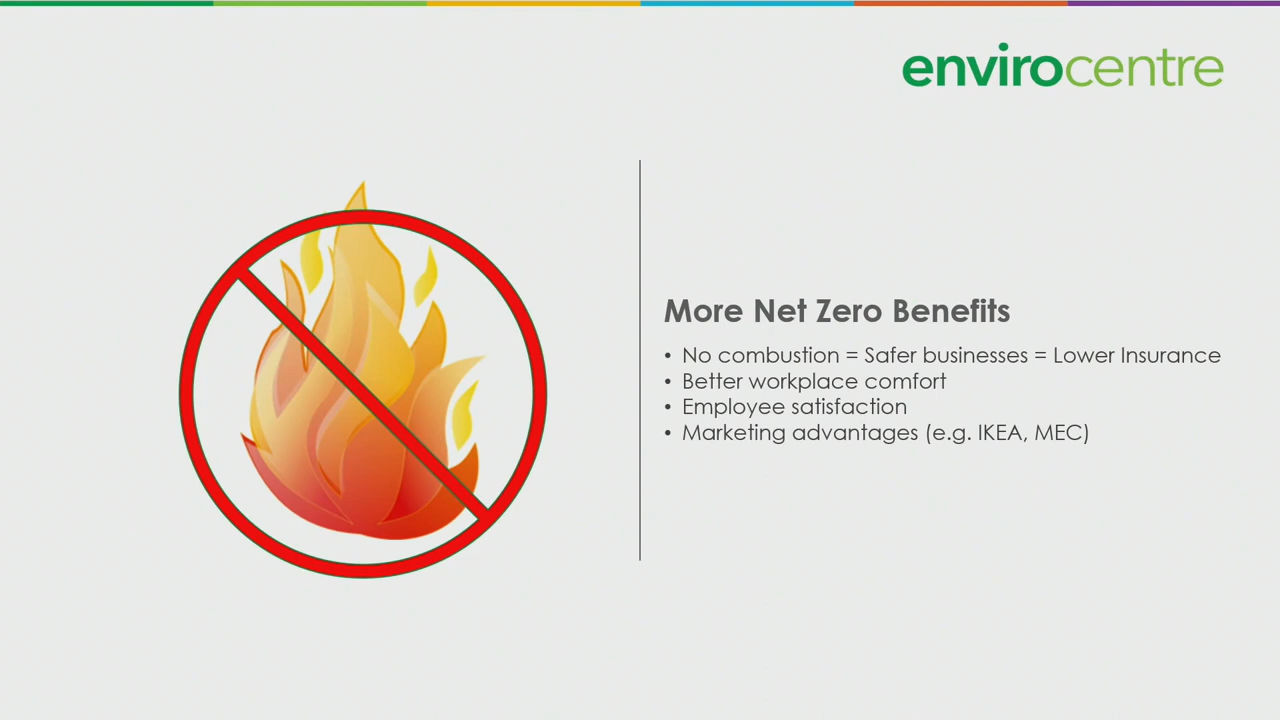 envirocentre
More Net Zero Benefits
• No combustion = Safer businesses = Lower Insurance
• Better workplace comfort
• Employee satisfaction
• Marketing advantages (e.g. IKEA, MEC)